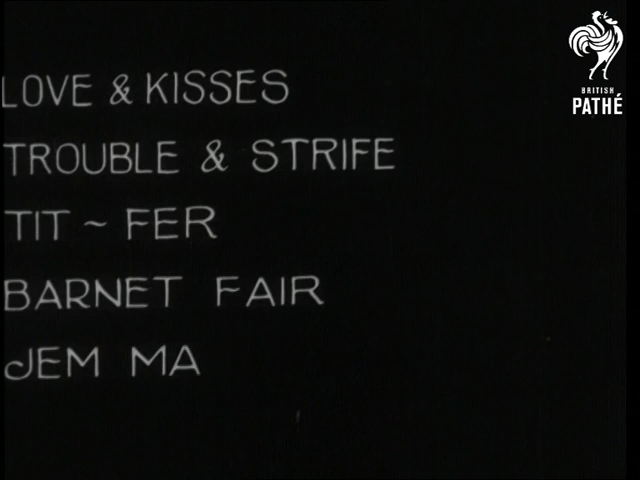 LOVE & KISSES
TROUBLE & STRIFE
TIT ~ FER
BARNET FAIR
JEM MA
BRITISH
PATHÉ